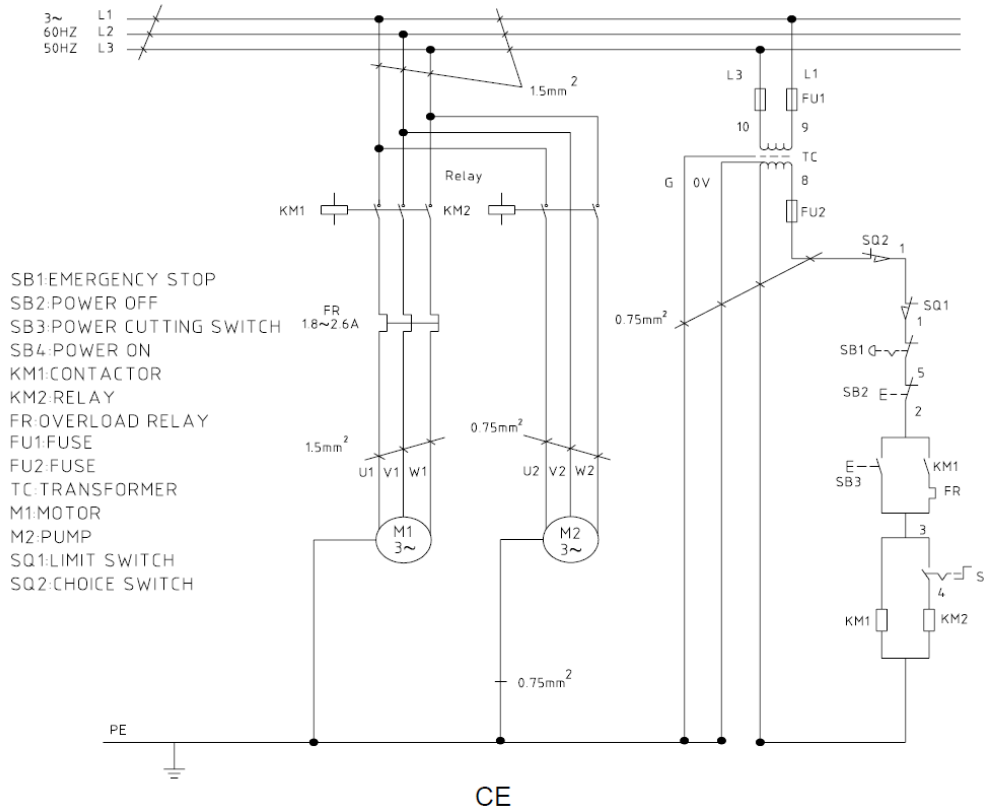 3~ L1
60HZ L2
50HZ L3
1.5mm²
L3 L1
FU1
10 9
TC
G 0V 8
FU2
Relay
KM1 KM2
SQ2 1
SQ1
1
SB1
5
SB2
2
KM1
SB3
FR
3
S
4
KM1 KM2
SB1:EMERGENCY STOP
SB2:POWER OFF
SB3:POWER CUTTING SWITCH
SB4:POWER ON
KM1:CONTACTOR
KM2:RELAY
FR:OVERLOAD RELAY
FU1:FUSE
FU2:FUSE
TC:TRANSFORMER
M1:MOTOR
M2:PUMP
SQ1:LIMIT SWITCH
SQ2:CHOICE SWITCH
FR
1.8~2.6A
0.75mm²
1.5mm²
0.75mm²
U1 V1 W1
U2 V2 W2
M1
3~
M2
3~
0.75mm²
PE
CE